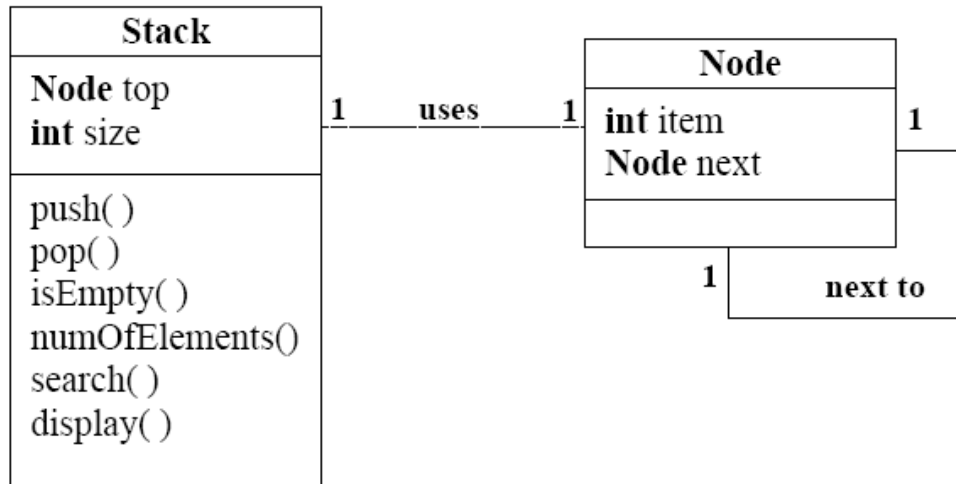 Stack
Node top
int size
push( )
pop( )
isEmpty( )
numOfElements()
search( )
display( )
1 uses 1
Node
int item
Node next
1
1
next to